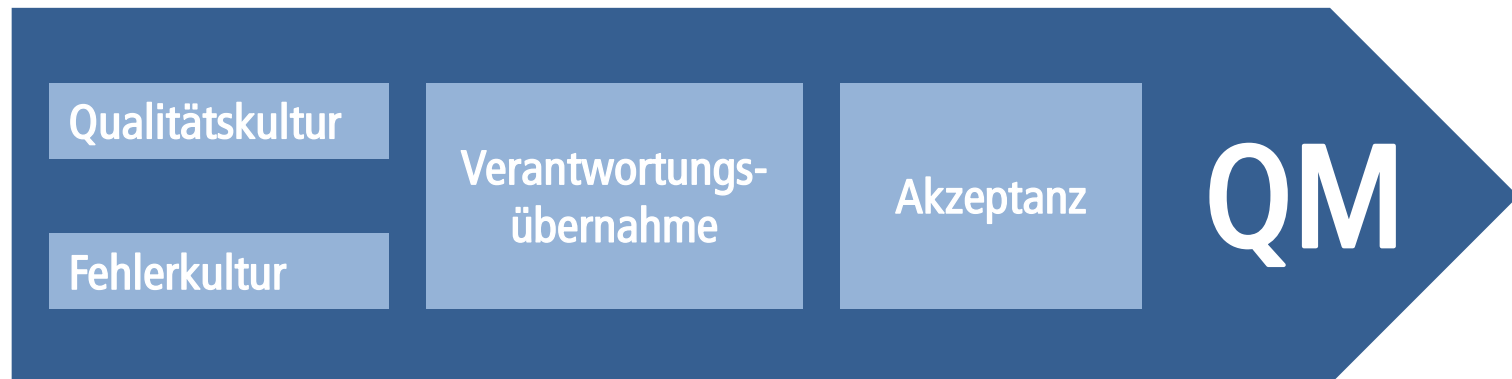 Qualitätskultur
Fehlerkultur
Verantwortungs-
übernahme
Akzeptanz
QM